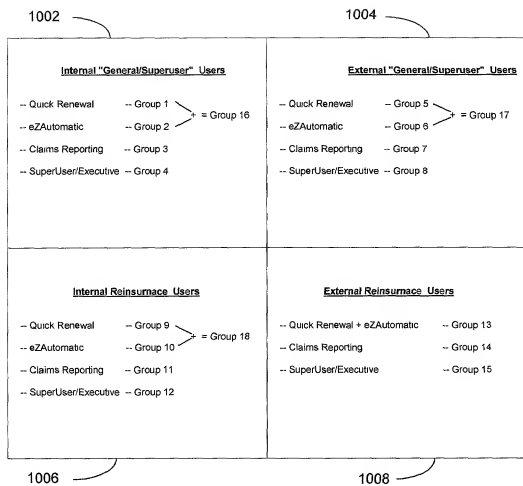 1002
1004
Internal "General/Superuser" Users
-- Quick Renewal -- Group 1
+ = Group 16
-- eZAutomatic -- Group 2
-- Claims Reporting -- Group 3
-- SuperUser/Executive -- Group 4
External "General/Superuser" Users
-- Quick Renewal -- Group 5
+ = Group 17
-- eZAutomatic -- Group 6
-- Claims Reporting -- Group 7
-- SuperUser/Executive -- Group 8
Internal Reinsurnace Users
-- Quick Renewal -- Group 9
+ = Group 18
-- eZAutomatic -- Group 10
-- Claims Reporting -- Group 11
-- SuperUser/Executive -- Group 12
External Reinsurnace Users
-- Quick Renewal + eZAutomatic -- Group 13
-- Claims Reporting -- Group 14
-- SuperUser/Executive -- Group 15
1006
1008